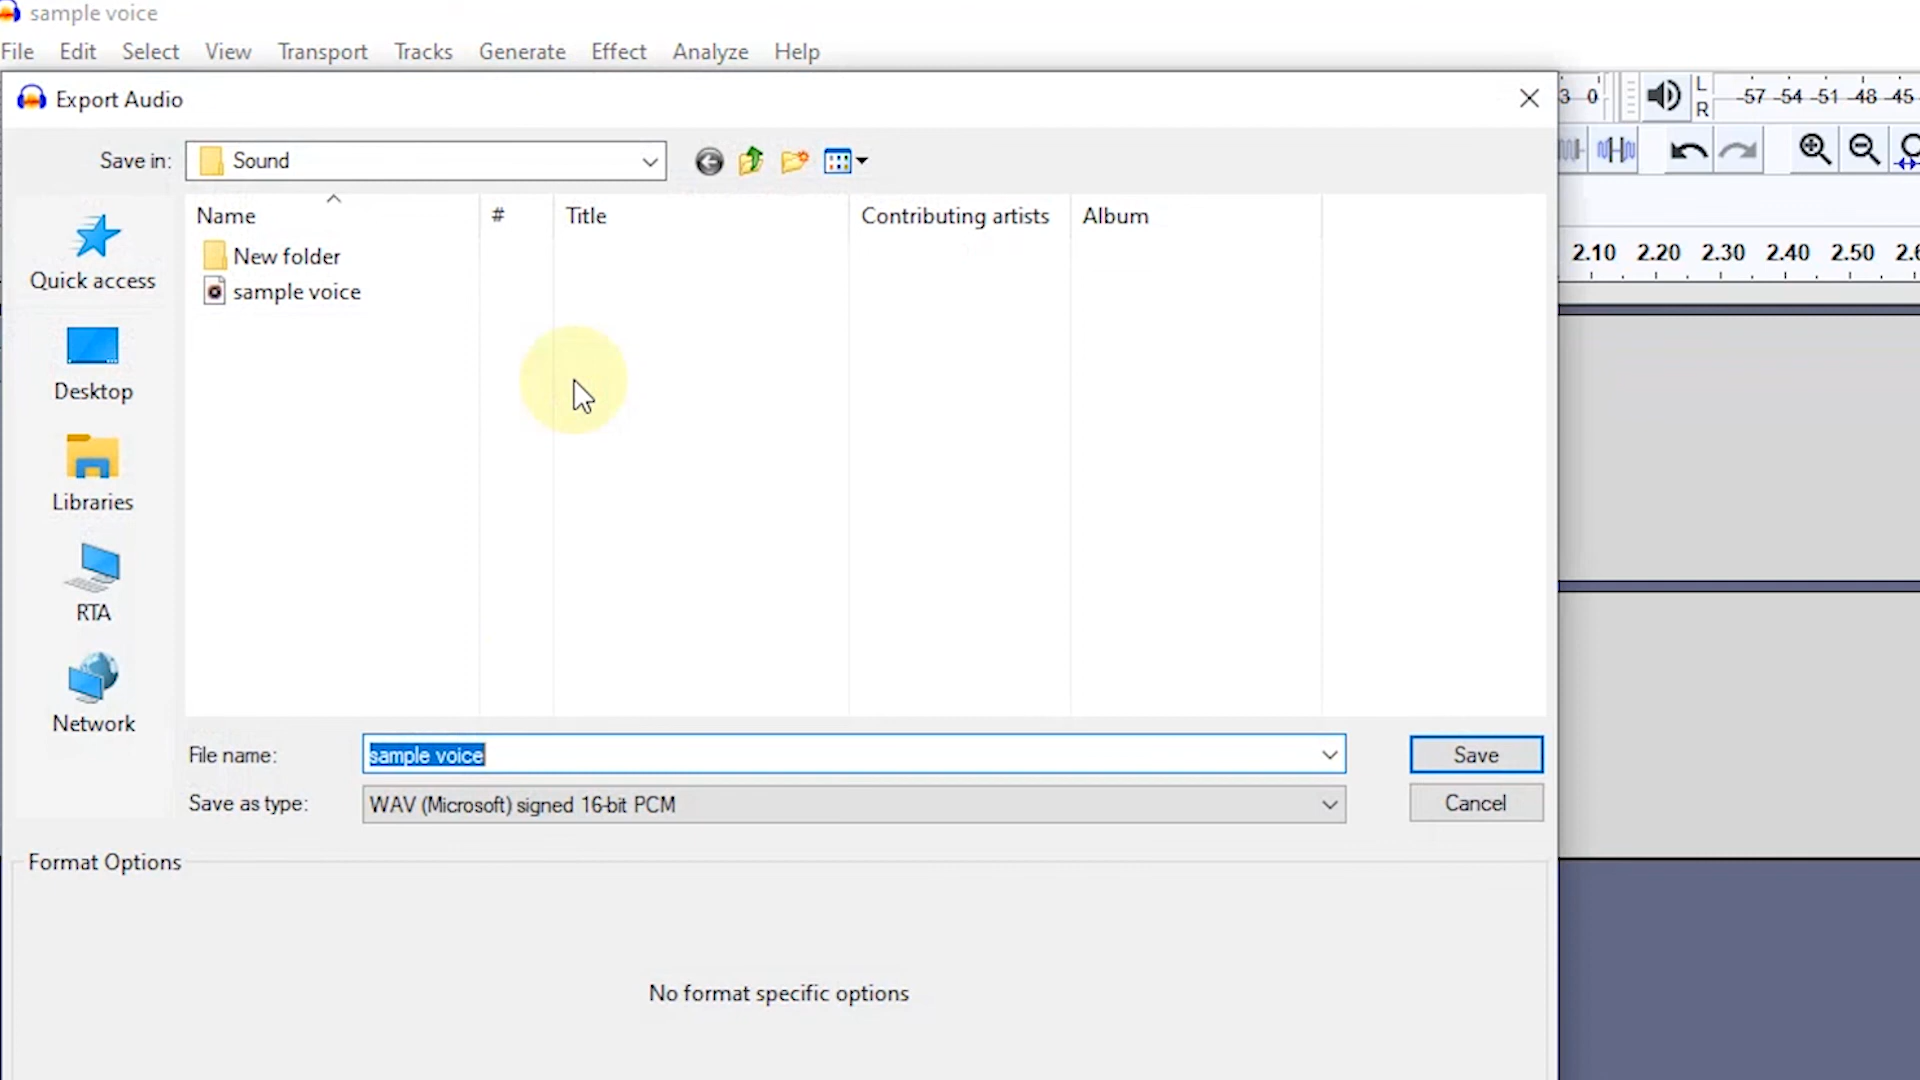 sample voice
File Edit Select View Transport Tracks Generate Effect Analyze Help
Export Audio
3 0 L R -57 -54 -51 -48 -45
Save in: Sound
Name # Title Contributing artists Album
2.10 2.20 2.30 2.40 2.50
New folder
sample voice
Quick access
Desktop
Libraries
RTA
Network
File name: sample voice Save
Save as type: WAV (Microsoft) signed 16-bit PCM Cancel
Format Options
No format specific options